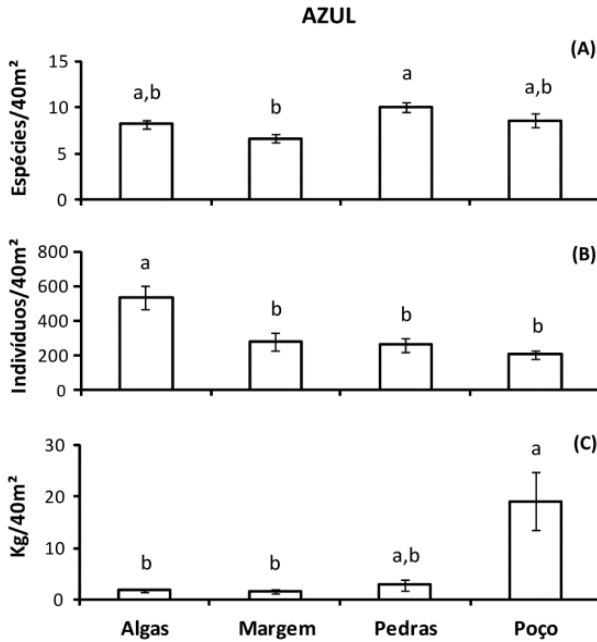 AZUL
(A)
Espécies/40m²
15
10
5
0
a,b
b
a
a,b
(B)
Indivíduos/40m²
800
600
400
200
0
a
b
b
b
(C)
Kg/40m²
30
20
10
0
b
b
a,b
a
Algas Margem Pedras Poço